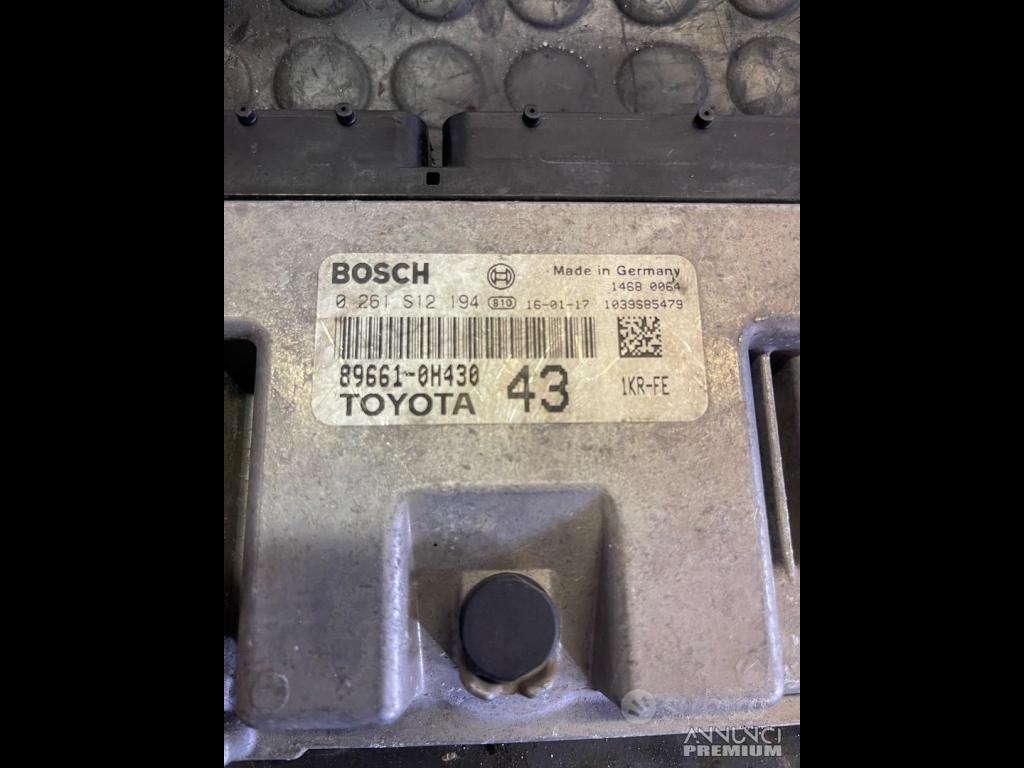 BOSCH
Made in Germany
1468 0064
0 261 S12 194 S10 16-01-17 1039S85479
89661-0H430
43
1KR-FE
TOYOTA
ANNUNCI
PREMIUM